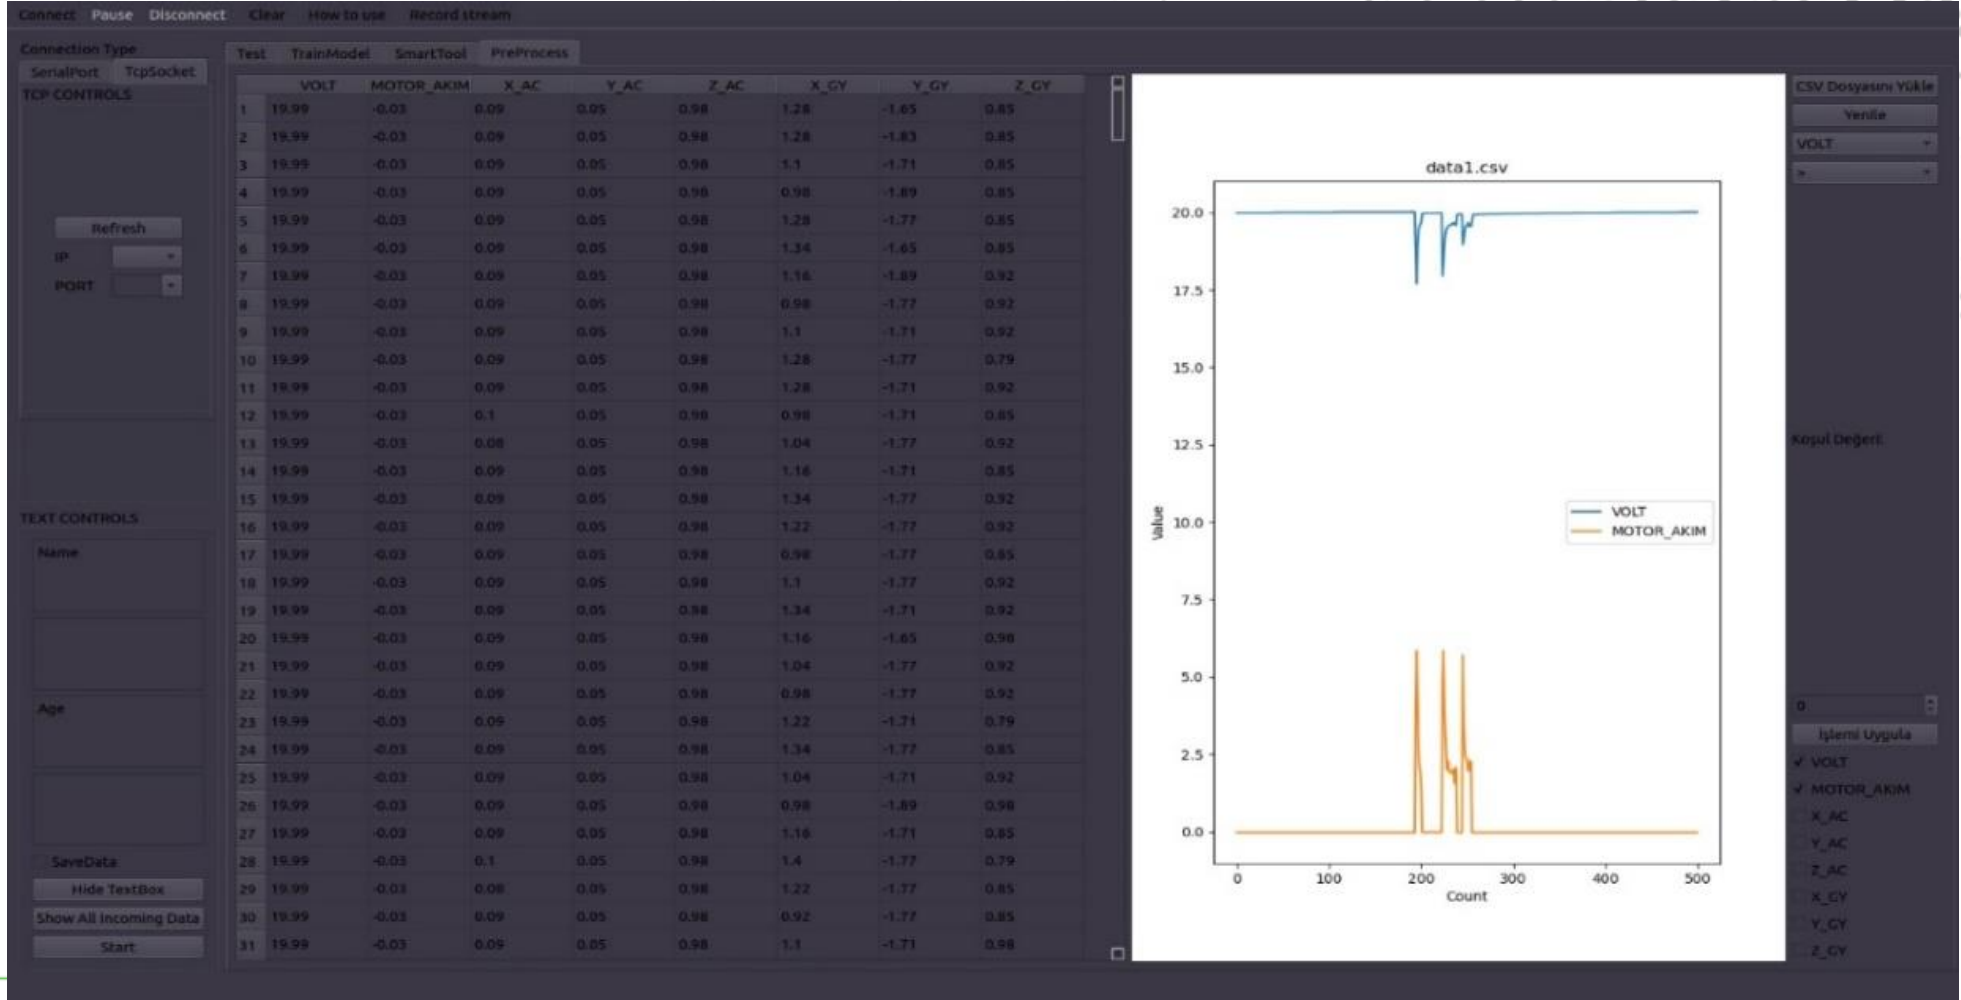 Connect Pause Disconnect Clear How to use Record stream
Connection Type
SerialPort TcpSocket
TCP CONTROLS
Refresh
IP
PORT
TEXT CONTROLS
Name
Age
SaveData
Hide TextBox
Show All Incoming Data
Start
Test TrainModel SmartTool PreProcess
VOLT MOTOR_AKIM X_AC Y_AC Z_AC X_GY Y_GY Z_GY
1 19.99 -0.03 0.09 0.05 0.98 1.28 -1.65 0.85
2 19.99 -0.03 0.09 0.05 0.98 1.28 -1.83 0.85
3 19.99 -0.03 0.09 0.05 0.98 1.1 -1.71 0.85
4 19.99 -0.03 0.09 0.05 0.98 0.98 -1.89 0.85
5 19.99 -0.03 0.09 0.05 0.98 1.28 -1.77 0.85
6 19.99 -0.03 0.09 0.05 0.98 1.34 -1.65 0.85
7 19.99 -0.03 0.09 0.05 0.98 1.16 -1.89 0.92
8 19.99 -0.03 0.09 0.05 0.98 0.98 -1.77 0.92
9 19.99 -0.03 0.09 0.05 0.98 1.1 -1.71 0.92
10 19.99 -0.03 0.09 0.05 0.98 1.28 -1.77 0.79
11 19.99 -0.03 0.09 0.05 0.98 1.28 -1.71 0.92
12 19.99 -0.03 0.1 0.05 0.98 0.98 -1.71 0.85
13 19.99 -0.03 0.08 0.05 0.98 1.04 -1.77 0.92
14 19.99 -0.03 0.09 0.05 0.98 1.16 -1.71 0.85
15 19.99 -0.03 0.09 0.05 0.98 1.34 -1.77 0.92
16 19.99 -0.03 0.09 0.05 0.98 1.22 -1.77 0.92
17 19.99 -0.03 0.09 0.05 0.98 0.98 -1.77 0.85
18 19.99 -0.03 0.09 0.05 0.98 1.1 -1.77 0.92
19 19.99 -0.03 0.09 0.05 0.98 1.34 -1.71 0.92
20 19.99 -0.03 0.09 0.05 0.98 1.16 -1.65 0.98
21 19.99 -0.03 0.09 0.05 0.98 1.04 -1.77 0.92
22 19.99 -0.03 0.09 0.05 0.98 0.98 -1.77 0.92
23 19.99 -0.03 0.09 0.05 0.98 1.22 -1.71 0.79
24 19.99 -0.03 0.09 0.05 0.98 1.34 -1.77 0.85
25 19.99 -0.03 0.09 0.05 0.98 1.04 -1.71 0.92
26 19.99 -0.03 0.09 0.05 0.98 0.98 -1.89 0.98
27 19.99 -0.03 0.09 0.05 0.98 1.16 -1.71 0.85
28 19.99 -0.03 0.1 0.05 0.98 1.4 -1.77 0.79
29 19.99 -0.03 0.08 0.05 0.98 1.22 -1.77 0.85
30 19.99 -0.03 0.09 0.05 0.98 0.92 -1.77 0.85
31 19.99 -0.03 0.09 0.05 0.98 1.1 -1.71 0.98
data1.csv
20.0
17.5
15.0
12.5
10.0
7.5
5.0
2.5
0.0
Value
VOLT
MOTOR_AKIM
0 100 200 300 400 500
Count
CSV Dosyasını Yükle
Yenile
VOLT
>
Koşul Değeri:
0
İşlemi Uygula
VOLT
MOTOR_AKIM
X_AC
Y_AC
Z_AC
X_GY
Y_GY
Z_GY